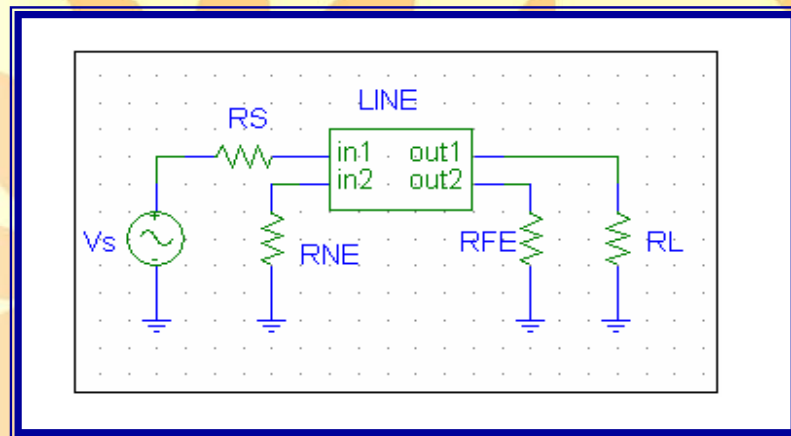 LINE
RS
in1 out1
in2 out2
Vs
RNE
RFE
RL